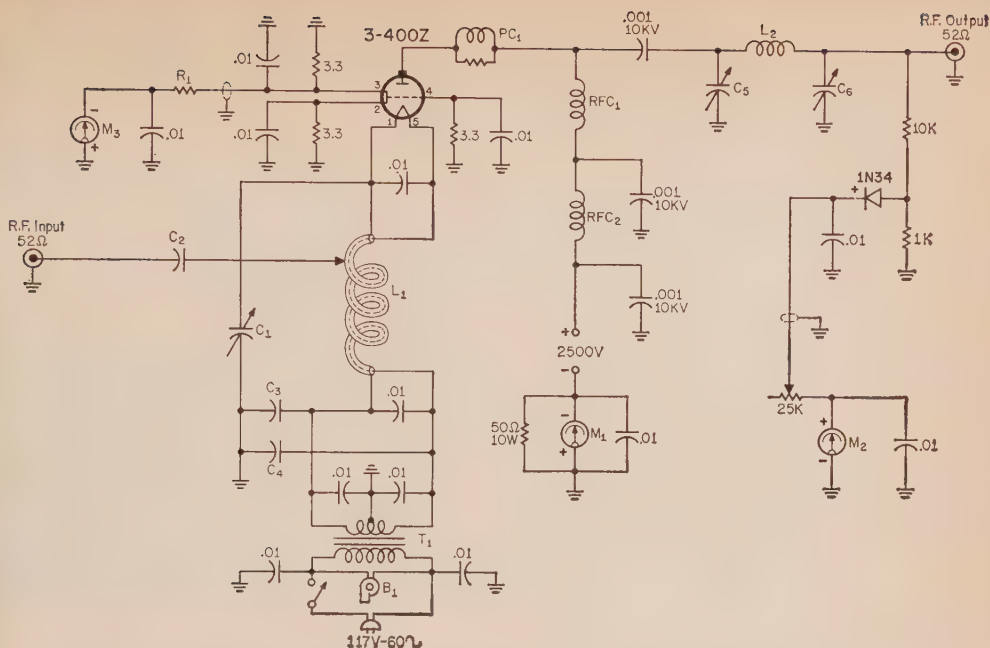 3-400Z
PC₁
.001
10KV
L₂
R.F. Output
52Ω
.01
3.3
R₁
3
2
4
1
5
M₃
-
+
.01
.01
3.3
3.3
.01
RFC₁
C₅
C₆
10K
.01
1N34
+
.001
10KV
RFC₂
.01
1K
R.F. Input
52Ω
C₂
L₁
.001
10KV
C₁
+
2500V
-
C₃
.01
25K
50Ω
10W
-
M₁
+
.01
+
M₂
-
.01
C₄
.01
.01
T₁
.01
.01
B₁
117V-60~